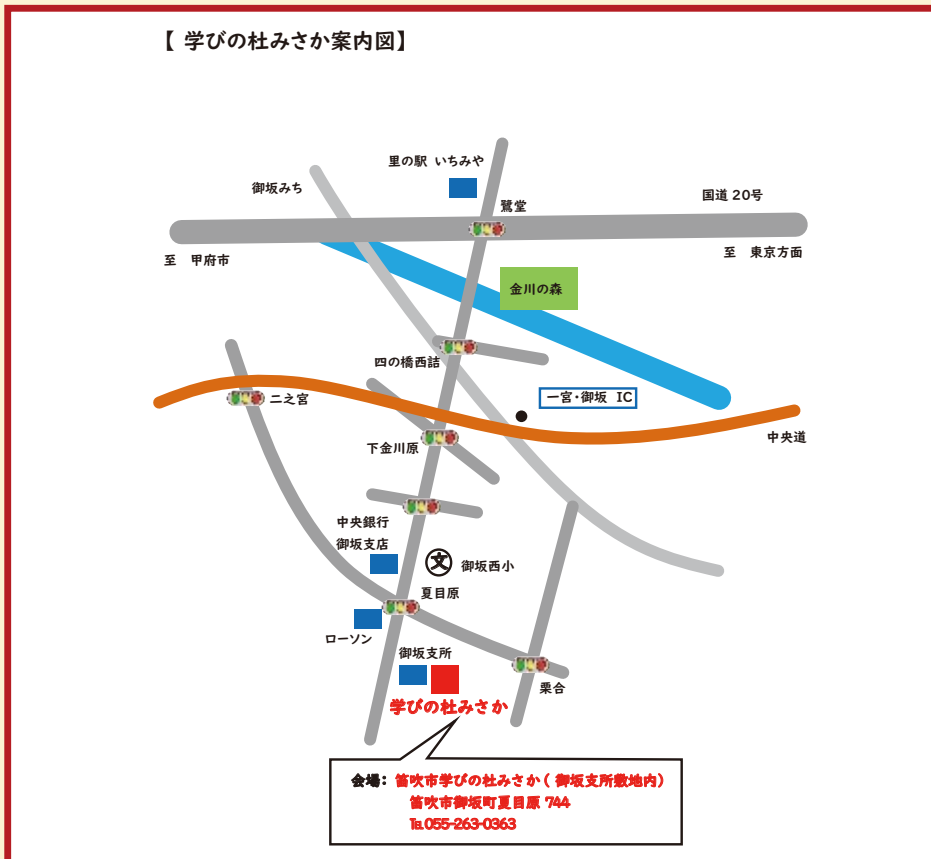 【 学びの杜みさか案内図】
里の駅 いちみや
御坂みち
国道 20号
鵞堂
至　甲府市
至　東京方面
金川の森
四の橋西詰
一宮・御坂　IC
二之宮
中央道
下金川原
中央銀行
御坂支店
文
御坂西小
夏目原
ローソン
御坂支所
栗合
学びの杜みさか
会場：笛吹市学びの杜みさか（ 御坂支所敷地内）
笛吹市御坂町夏目原 744
℡055-263-0363